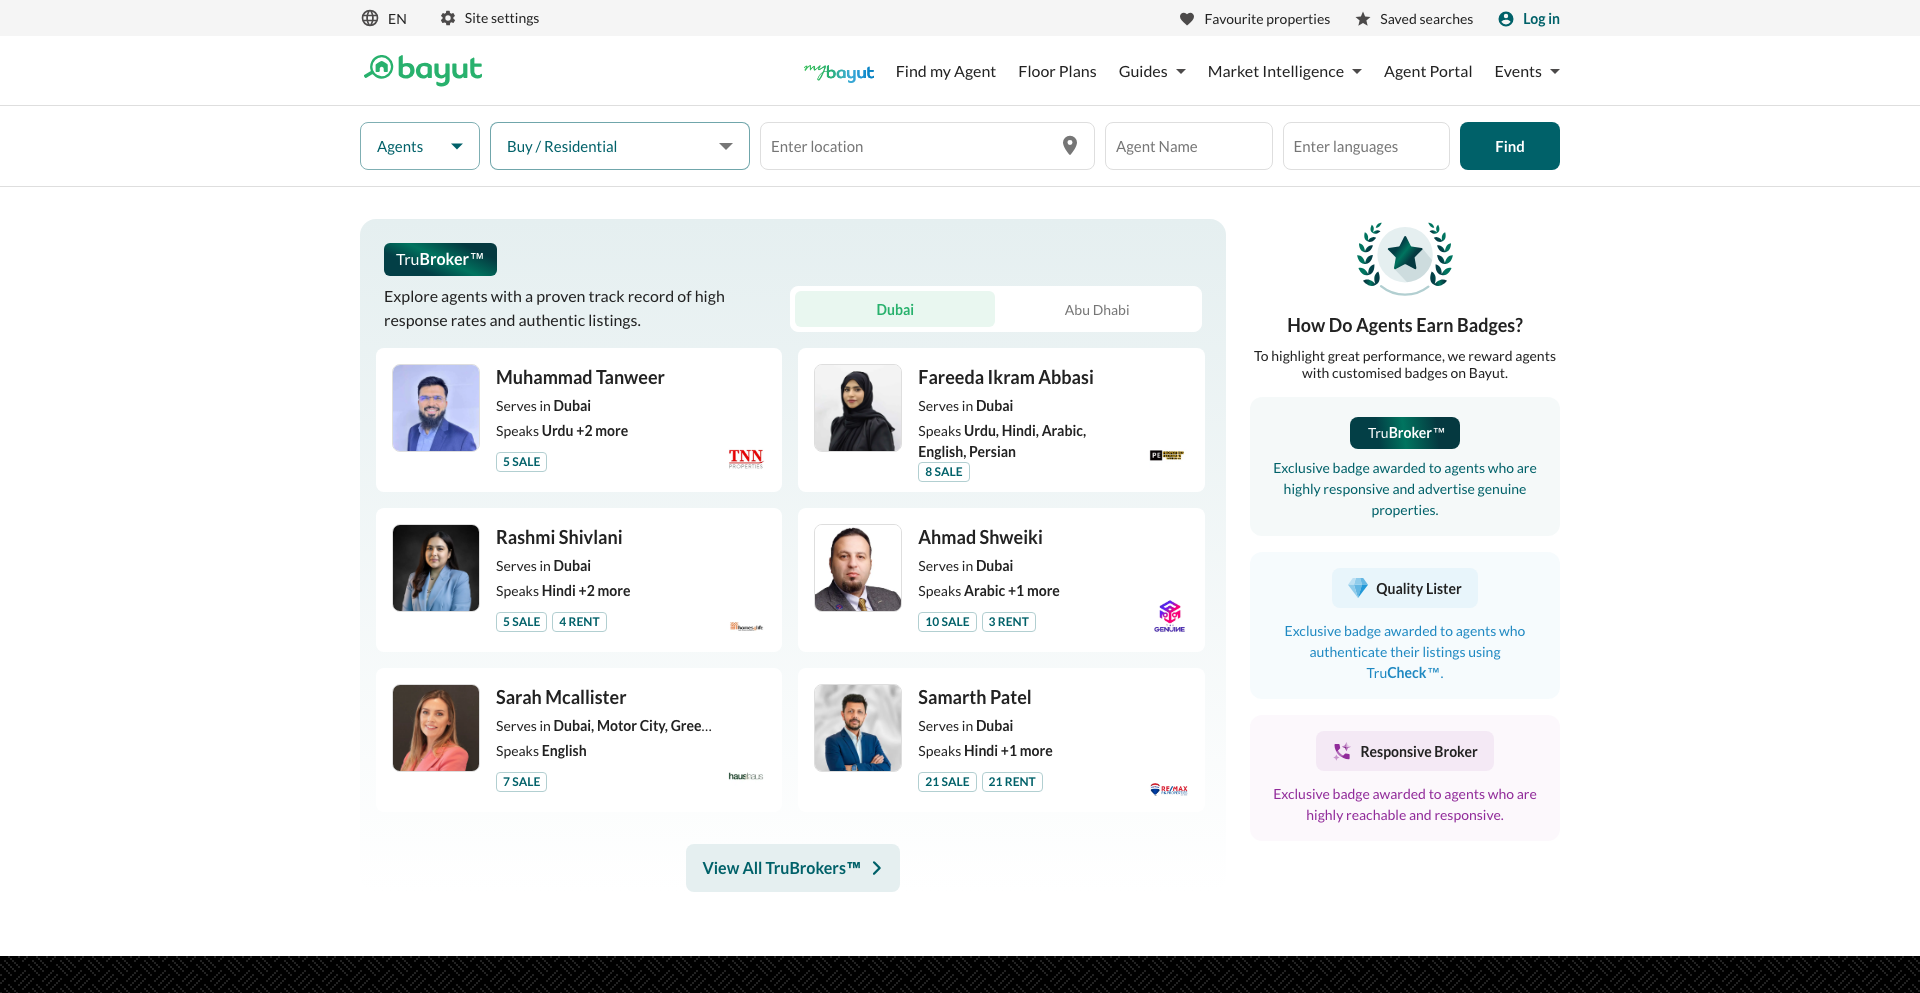 EN
Site settings
Favourite properties
Saved searches
Log in
bayut
mybayut
Find my Agent
Floor Plans
Guides
Market Intelligence
Agent Portal
Events
Agents
Buy / Residential
Enter location
Agent Name
Enter languages
Find
TruBroker™
Explore agents with a proven track record of high
response rates and authentic listings.
Dubai
Abu Dhabi
Muhammad Tanweer
Serves in Dubai
Speaks Urdu +2 more
5 SALE
TNN
PROPERTIES
Fareeda Ikram Abbasi
Serves in Dubai
Speaks Urdu, Hindi, Arabic,
English, Persian
8 SALE
PE
Rashmi Shivlani
Serves in Dubai
Speaks Hindi +2 more
5 SALE
4 RENT
homes4life
Ahmad Shweiki
Serves in Dubai
Speaks Arabic +1 more
10 SALE
3 RENT
GENUINE
Sarah Mcallister
Serves in Dubai, Motor City, Gree...
Speaks English
7 SALE
haushaus
Samarth Patel
Serves in Dubai
Speaks Hindi +1 more
21 SALE
21 RENT
RE/MAX
View All TruBrokers™
How Do Agents Earn Badges?
To highlight great performance, we reward agents
with customised badges on Bayut.
TruBroker™
Exclusive badge awarded to agents who are
highly responsive and advertise genuine
properties.
Quality Lister
Exclusive badge awarded to agents who
authenticate their listings using
TruCheck™.
Responsive Broker
Exclusive badge awarded to agents who are
highly reachable and responsive.